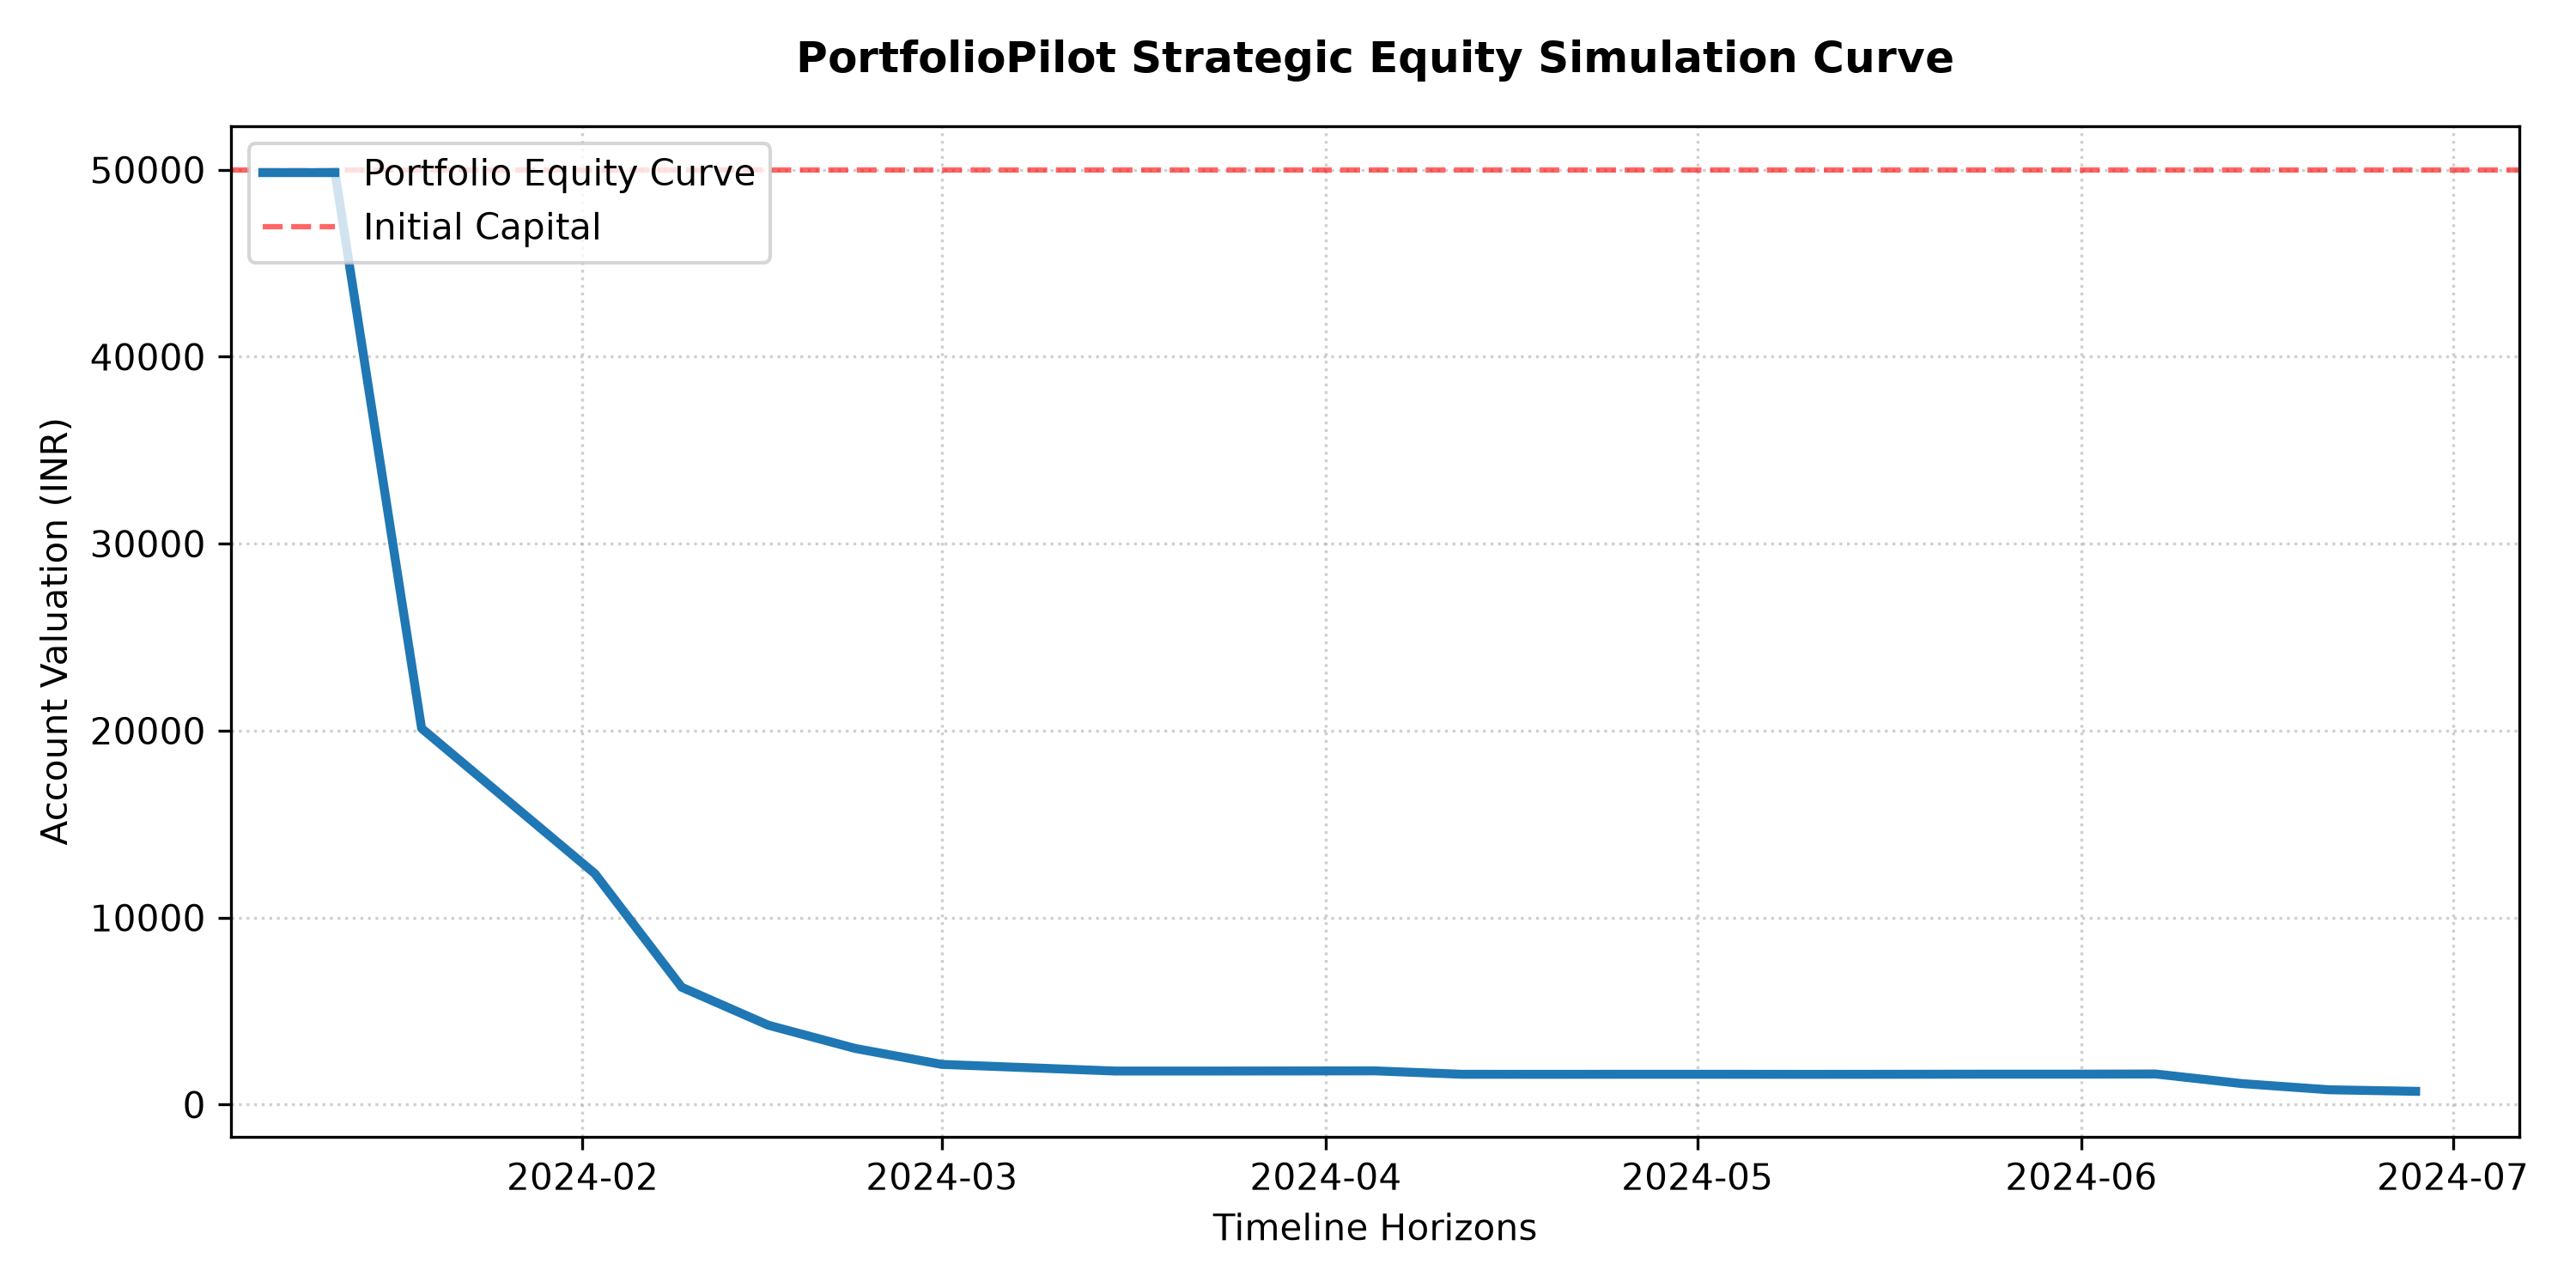 PortfolioPilot Strategic Equity Simulation Curve
Portfolio Equity Curve
Initial Capital
Account Valuation (INR)
50000
40000
30000
20000
10000
0
2024-02
2024-03
2024-04
2024-05
2024-06
2024-07
Timeline Horizons